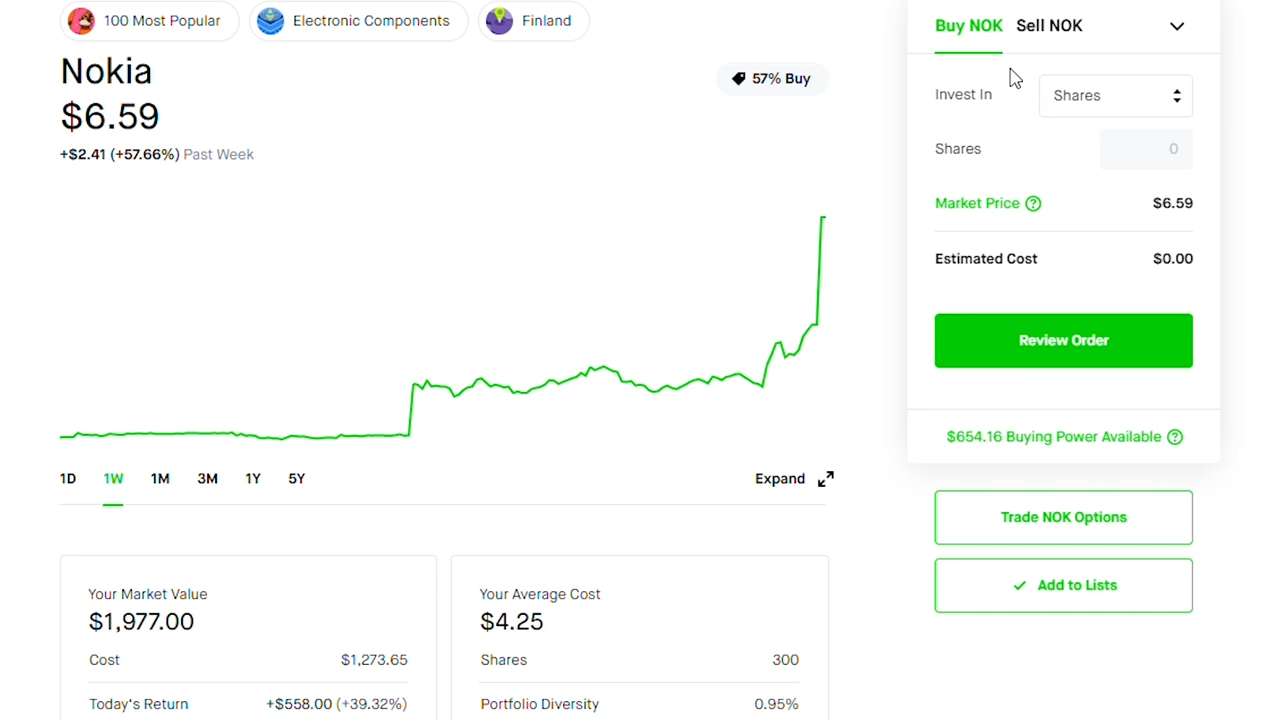 100 Most Popular
Electronic Components
Finland
Nokia
$6.59
+$2.41 (+57.66%) Past Week
57% Buy
1D 1W 1M 3M 1Y 5Y
Expand
Your Market Value
$1,977.00
Cost $1,273.65
Today's Return +$558.00 (+39.32%)
Your Average Cost
$4.25
Shares 300
Portfolio Diversity 0.95%
Buy NOK Sell NOK
Invest In Shares
Shares 0
Market Price ? $6.59
Estimated Cost $0.00
Review Order
$654.16 Buying Power Available ?
Trade NOK Options
Add to Lists